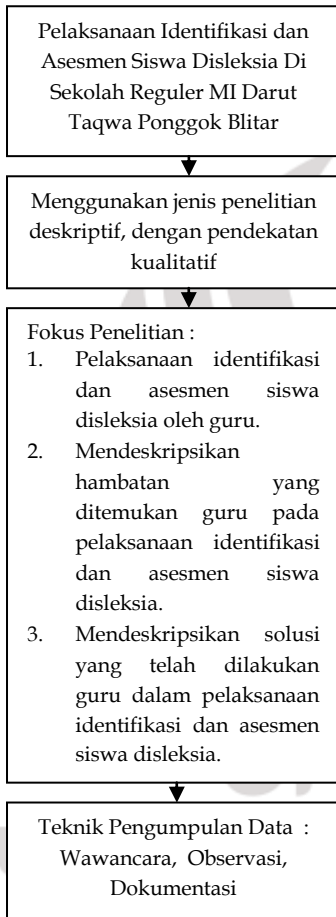 Pelaksanaan Identifikasi dan
Asesmen Siswa Disleksia Di
Sekolah Reguler MI Darut
Taqwa Ponggok Blitar
Menggunakan jenis penelitian
deskriptif, dengan pendekatan
kualitatif
Fokus Penelitian :
1. Pelaksanaan identifikasi
dan asesmen siswa
disleksia oleh guru.
2. Mendeskripsikan
hambatan yang
ditemukan guru pada
pelaksanaan identifikasi
dan asesmen siswa
disleksia.
3. Mendeskripsikan solusi
yang telah dilakukan
guru dalam pelaksanaan
identifikasi dan asesmen
siswa disleksia.
Teknik Pengumpulan Data :
Wawancara, Observasi,
Dokumentasi